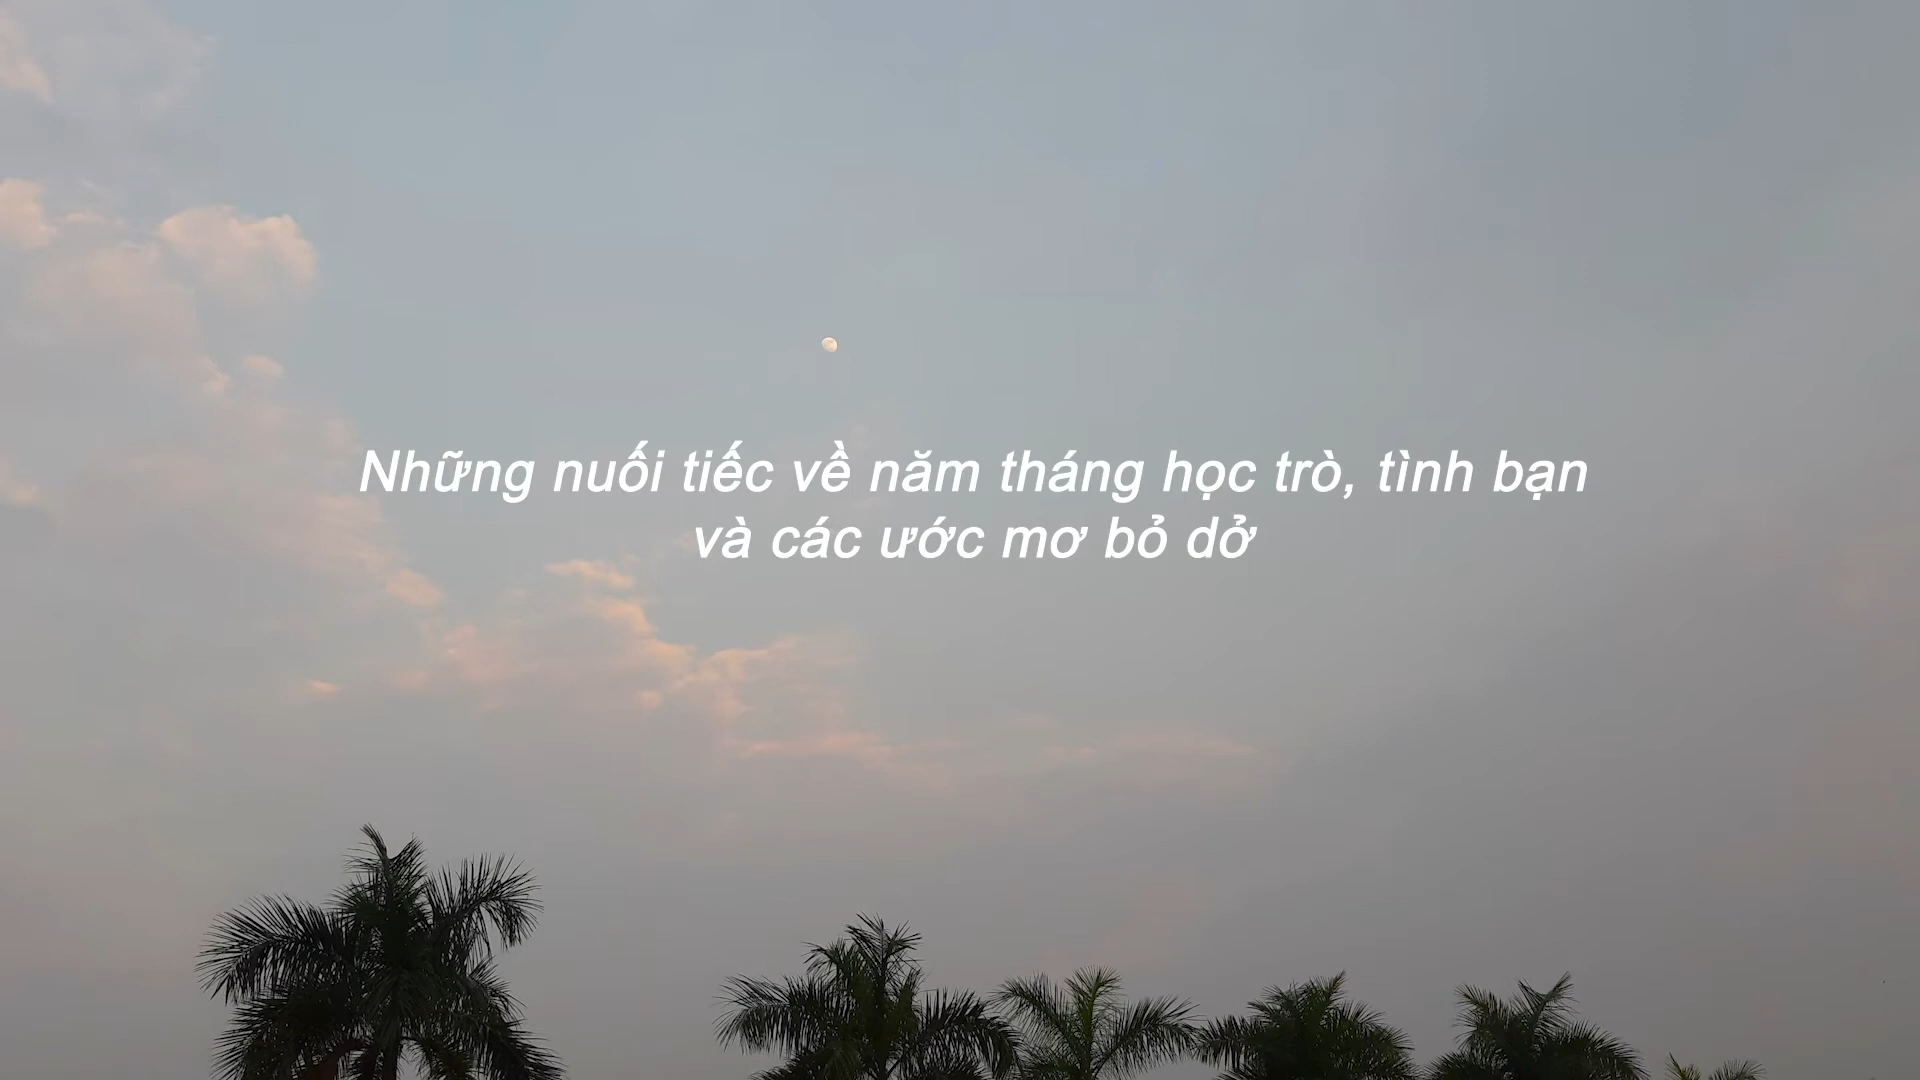 Những nuối tiếc về năm tháng học trò, tình bạn
và các ước mơ bỏ dở